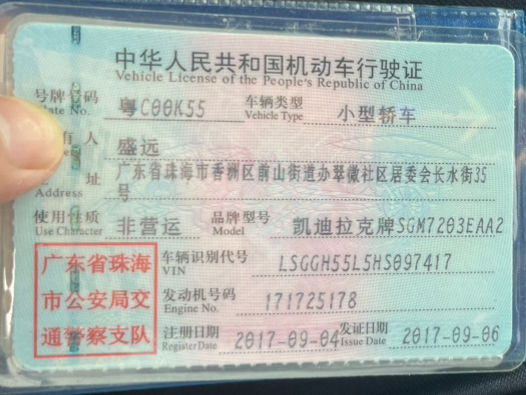 中华人民共和国机动车行驶证
Vehicle License of the People's Republic of China
号牌号码 粤C00K55 车辆类型 小型轿车
Plate No. Vehicle Type
有人 盛远
址 广东省珠海市香洲区前山街道办翠微社区居委会长水街35号
Address
使用性质 非营运 品牌型号 凯迪拉克牌SGM7203EAA2
Use Character Model
广东省珠海市公安局交通警察支队
车辆识别代号 LSGGH55L5HS097417
VIN
发动机号码 171725178
Engine No.
注册日期 2017-09-04 发证日期 2017-09-06
Register Date Issue Date